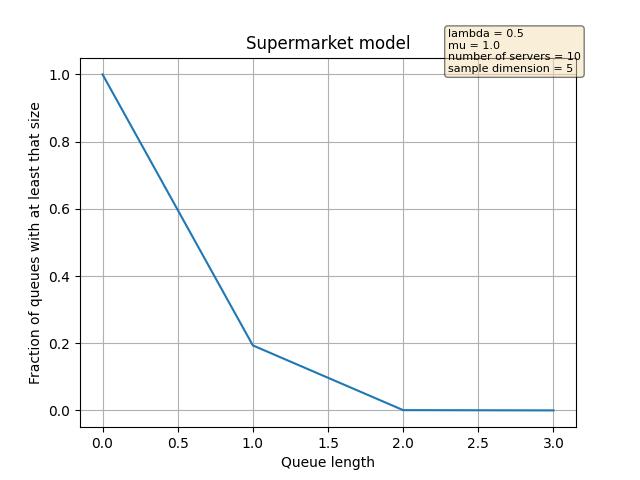 Supermarket model
lambda = 0.5
mu = 1.0
number of servers = 10
sample dimension = 5
Fraction of queues with at least that size
1.0
0.8
0.6
0.4
0.2
0.0
0.0 0.5 1.0 1.5 2.0 2.5 3.0
Queue length